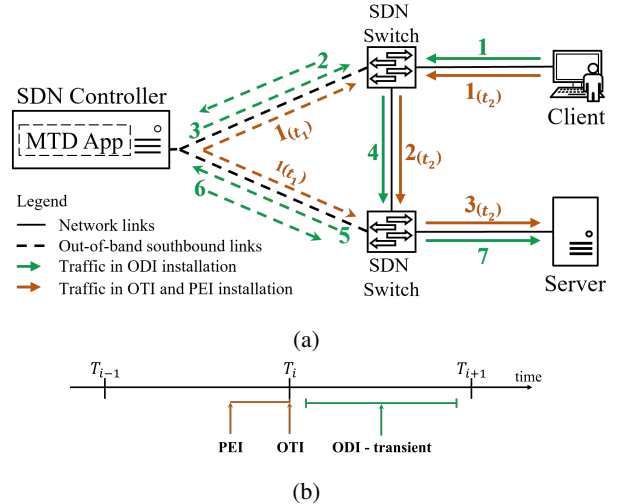 SDN
Switch
1
2
1(t₂)
Client
SDN Controller
MTD App
3
1(t₁)
4
2(t₂)
1(t₁)
6
5
3(t₂)
7
SDN
Switch
Server
Legend
Network links
Out-of-band southbound links
Traffic in ODI installation
Traffic in OTI and PEI installation
(a)
Tᵢ₋₁
Tᵢ
Tᵢ₊₁
time
PEI
OTI
ODI - transient
(b)